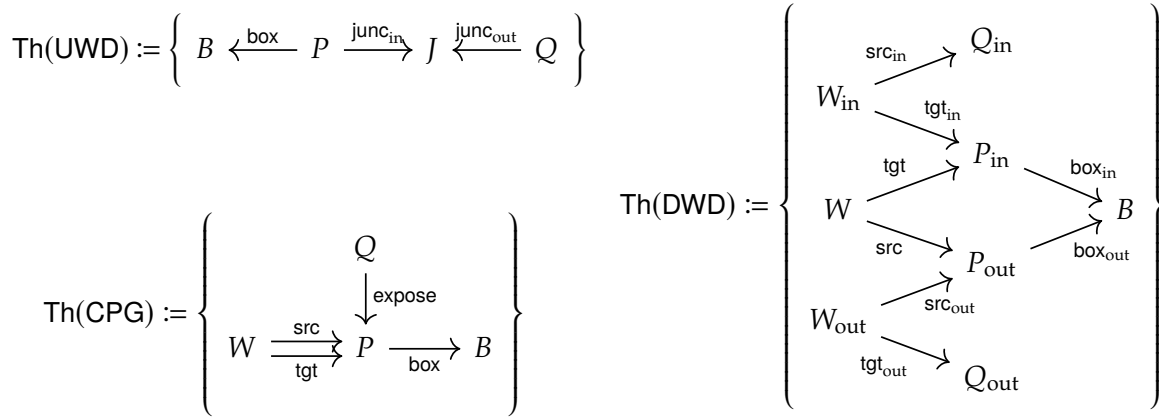 Th(UWD) := { B ←box— P —junc_in→ J ←junc_out— Q }
Th(CPG) := {
Q
expose
W src P box B
tgt
}
Th(DWD) := {
Q_in
src_in
W_in
tgt_in
P_in
tgt box_in
W B
src box_out
P_out
src_out
W_out
tgt_out
Q_out
}